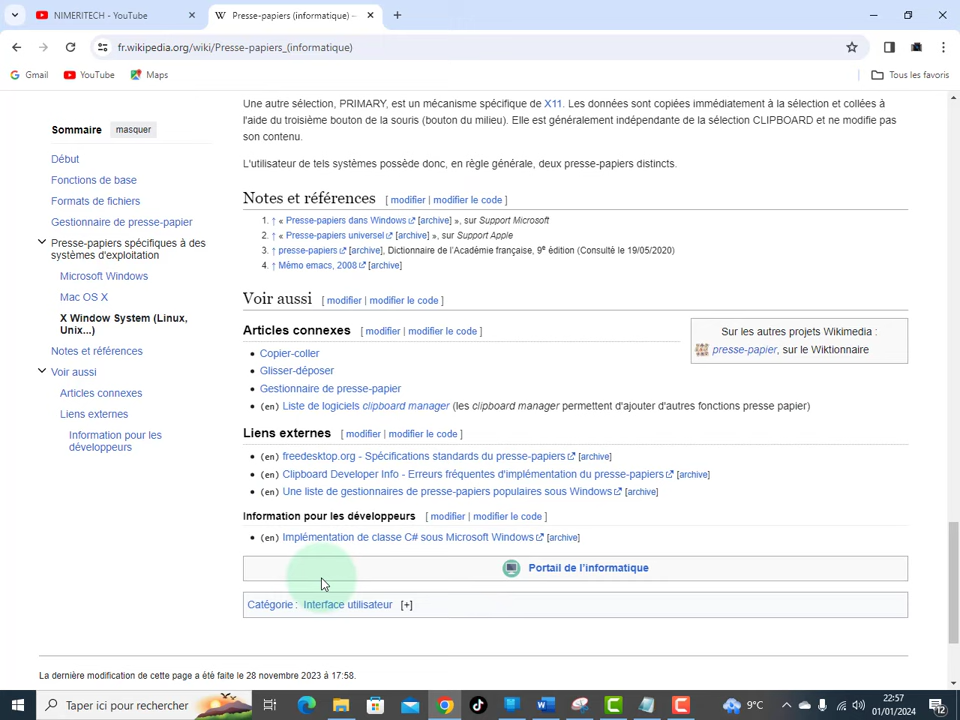 NIMERITECH - YouTube
Presse-papiers (informatique) –
fr.wikipedia.org/wiki/Presse-papiers_(informatique)
Gmail
YouTube
Maps
Tous les favoris
Sommaire
masquer
Début
Fonctions de base
Formats de fichiers
Gestionnaire de presse-papier
Presse-papiers spécifiques à des
systèmes d'exploitation
Microsoft Windows
Mac OS X
X Window System (Linux,
Unix...)
Notes et références
Voir aussi
Articles connexes
Liens externes
Information pour les
développeurs
Une autre sélection, PRIMARY, est un mécanisme spécifique de X11. Les données sont copiées immédiatement à la sélection et collées à
l'aide du troisième bouton de la souris (bouton du milieu). Elle est généralement indépendante de la sélection CLIPBOARD et ne modifie pas
son contenu.
L'utilisateur de tels systèmes possède donc, en règle générale, deux presse-papiers distincts.
Notes et références [ modifier | modifier le code ]
1. ↑ « Presse-papiers dans Windows [archive] », sur Support Microsoft
2. ↑ « Presse-papiers universel [archive] », sur Support Apple
3. ↑ presse-papiers [archive], Dictionnaire de l'Académie française, 9e édition (Consulté le 19/05/2020)
4. ↑ Mémo emacs, 2008 [archive]
Voir aussi [ modifier | modifier le code ]
Articles connexes [ modifier | modifier le code ]
Sur les autres projets Wikimedia :
presse-papier, sur le Wiktionnaire
• Copier-coller
• Glisser-déposer
• Gestionnaire de presse-papier
• (en) Liste de logiciels clipboard manager (les clipboard manager permettent d'ajouter d'autres fonctions presse papier)
Liens externes [ modifier | modifier le code ]
• (en) freedesktop.org - Spécifications standards du presse-papiers [archive]
• (en) Clipboard Developer Info - Erreurs fréquentes d'implémentation du presse-papiers [archive]
• (en) Une liste de gestionnaires de presse-papiers populaires sous Windows [archive]
Information pour les développeurs [ modifier | modifier le code ]
• (en) Implémentation de classe C# sous Microsoft Windows [archive]
Portail de l'informatique
Catégorie : Interface utilisateur [+]
La dernière modification de cette page a été faite le 28 novembre 2023 à 17:58.
Taper ici pour rechercher
9°C
22:57
01/01/2024
12